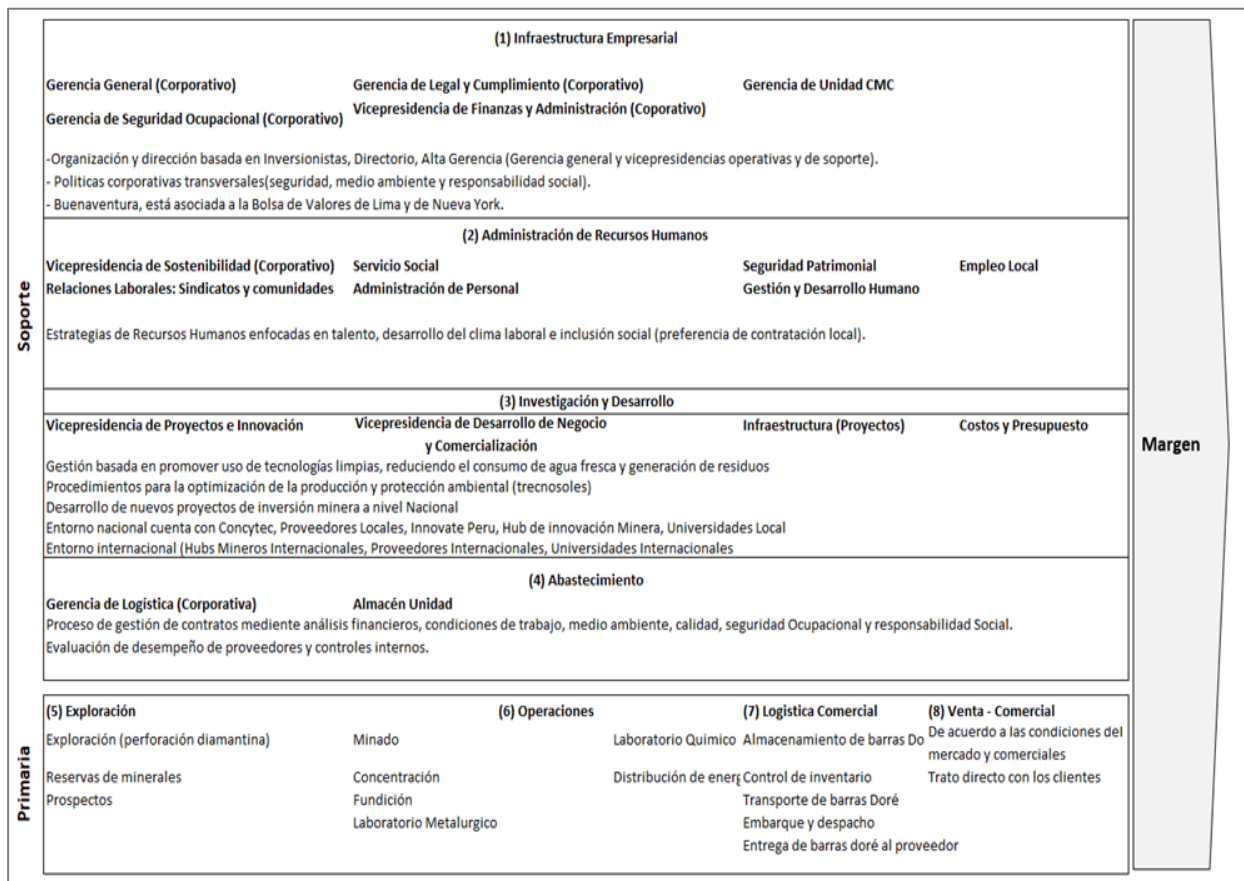 (1) Infraestructura Empresarial
Gerencia General (Corporativo) Gerencia de Legal y Cumplimiento (Corporativo) Gerencia de Unidad CMC
Gerencia de Seguridad Ocupacional (Corporativo) Vicepresidencia de Finanzas y Administración (Coporativo)
-Organización y dirección basada en Inversionistas, Directorio, Alta Gerencia (Gerencia general y vicepresidencias operativas y de soporte).
- Politicas corporativas transversales(seguridad, medio ambiente y responsabilidad social).
- Buenaventura, está asociada a la Bolsa de Valores de Lima y de Nueva York.
(2) Administración de Recursos Humanos
Vicepresidencia de Sostenibilidad (Corporativo) Servicio Social Seguridad Patrimonial Empleo Local
Relaciones Laborales: Sindicatos y comunidades Administración de Personal Gestión y Desarrollo Humano
Estrategias de Recursos Humanos enfocadas en talento, desarrollo del clima laboral e inclusión social (preferencia de contratación local).
Soporte
(3) Investigación y Desarrollo
Vicepresidencia de Proyectos e Innovación Vicepresidencia de Desarrollo de Negocio y Comercialización Infraestructura (Proyectos) Costos y Presupuesto
Gestión basada en promover uso de tecnologías limpias, reduciendo el consumo de agua fresca y generación de residuos
Procedimientos para la optimización de la producción y protección ambiental (trecnosoles)
Desarrollo de nuevos proyectos de inversión minera a nivel Nacional
Entorno nacional cuenta con Concytec, Proveedores Locales, Innovate Peru, Hub de innovación Minera, Universidades Local
Entorno internacional (Hubs Mineros Internacionales, Proveedores Internacionales, Universidades Internacionales
Margen
(4) Abastecimiento
Gerencia de Logística (Corporativa) Almacén Unidad
Proceso de gestión de contratos mediente análisis financieros, condiciones de trabajo, medio ambiente, calidad, seguridad Ocupacional y responsabilidad Social.
Evaluación de desempeño de proveedores y controles internos.
Primaria
(5) Exploración (6) Operaciones (7) Logistica Comercial (8) Venta - Comercial
Exploración (perforación diamantina) Minado Laboratorio Quimico Almacenamiento de barras Do De acuerdo a las condiciones del mercado y comerciales
Reservas de minerales Concentración Distribución de energ Control de inventario Trato directo con los clientes
Prospectos Fundición Transporte de barras Doré
Laboratorio Metalurgico Embarque y despacho
Entrega de barras doré al proveedor